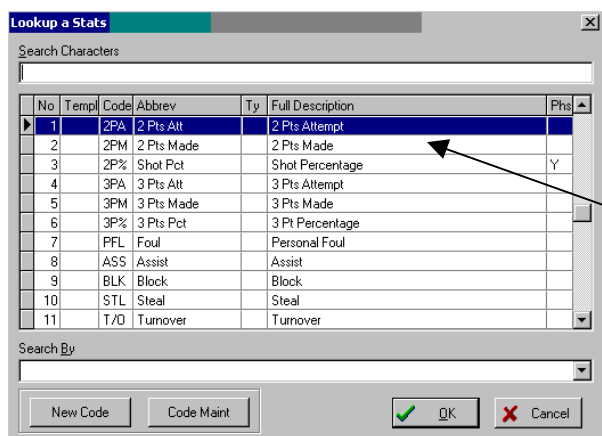 Lookup a Stats
Search Characters
No Templ Code Abbrev Ty Full Description Phs
1 2PA 2 Pts Att 2 Pts Attempt
2 2PM 2 Pts Made 2 Pts Made
3 2P% Shot Pct Shot Percentage Y
4 3PA 3 Pts Att 3 Pts Attempt
5 3PM 3 Pts Made 3 Pts Made
6 3P% 3 Pts Pct 3 Pt Percentage
7 PFL Foul Personal Foul
8 ASS Assist Assist
9 BLK Block Block
10 STL Steal Steal
11 T/O Turnover Turnover
Search By
New Code Code Maint OK Cancel